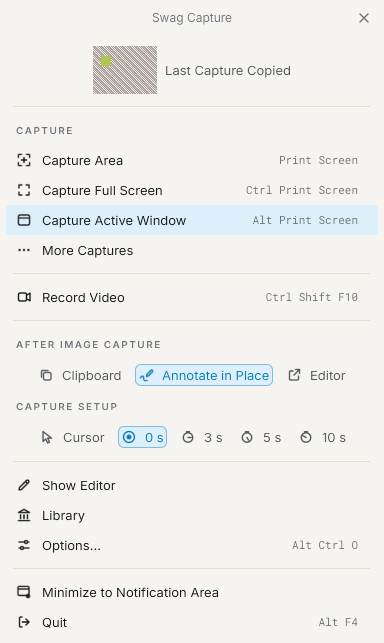 Swag Capture
Last Capture Copied
CAPTURE
Capture Area Print Screen
Capture Full Screen Ctrl Print Screen
Capture Active Window Alt Print Screen
More Captures
Record Video Ctrl Shift F10
AFTER IMAGE CAPTURE
Clipboard Annotate in Place Editor
CAPTURE SETUP
Cursor 0 s 3 s 5 s 10 s
Show Editor
Library
Options... Alt Ctrl O
Minimize to Notification Area
Quit Alt F4